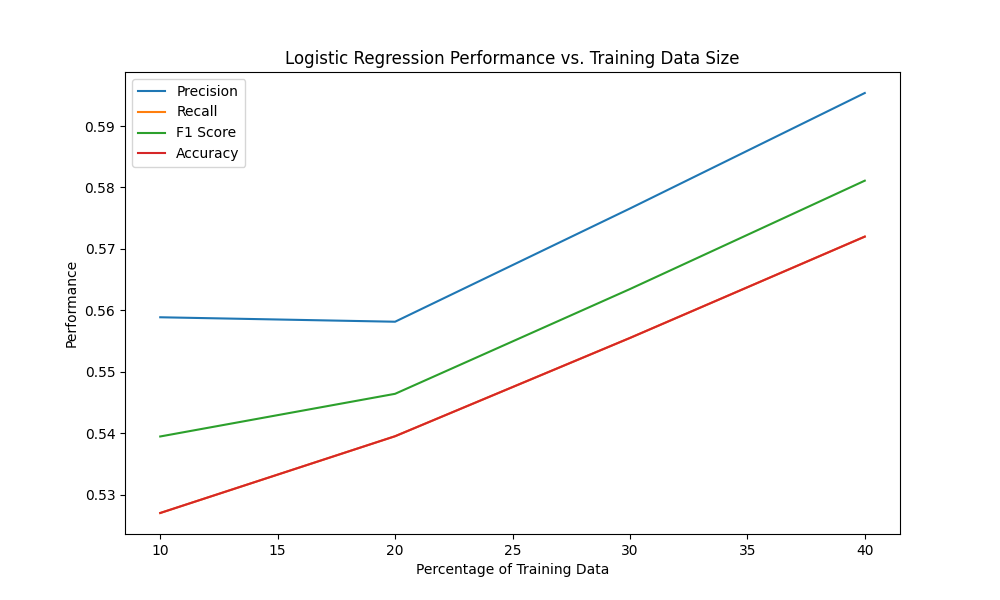 Logistic Regression Performance vs. Training Data Size
Precision
Recall
F1 Score
Accuracy
0.59
0.58
0.57
0.56
0.55
0.54
0.53
Performance
10
15
20
25
30
35
40
Percentage of Training Data